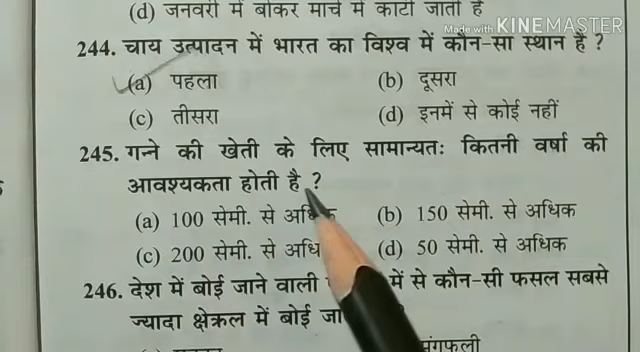 (d) जनवरी में बोकर मार्च में काटी जाती है
Made with KINEMASTER
244. चाय उत्पादन में भारत का विश्व में कौन-सा स्थान है ?
(a) पहला (b) दूसरा
(c) तीसरा (d) इनमें से कोई नहीं
245. गन्ने की खेती के लिए सामान्यतः कितनी वर्षा की
आवश्यकता होती है ?
(a) 100 सेमी. से (b) 150 सेमी. से अधिक
(c) 200 सेमी. से (d) 50 सेमी. से अधिक
246. देश में बोई जाने वाली में से कौन-सी फसल सबसे
ज्यादा क्षेत्रफल में बोई
मूंगफली